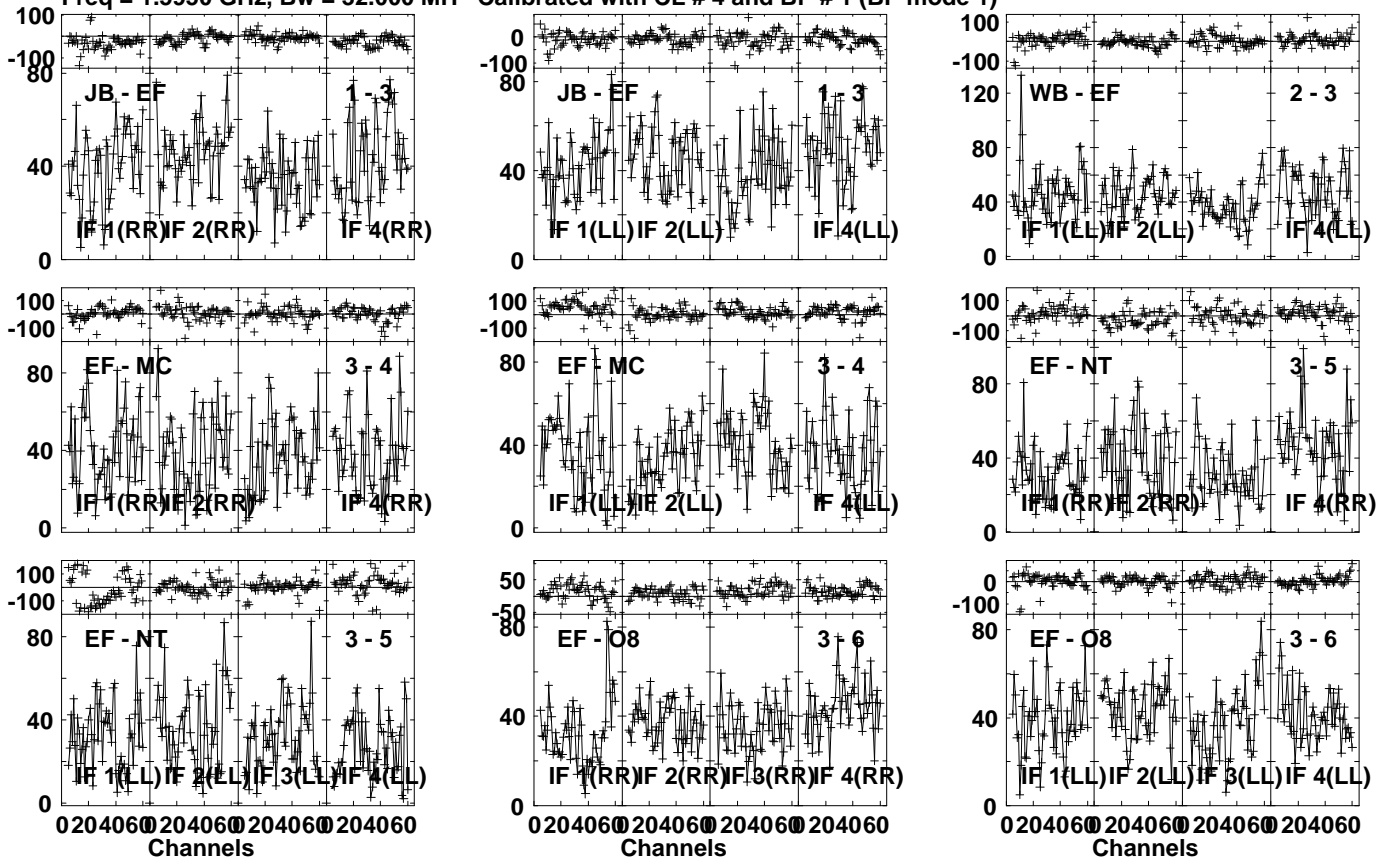 Calibrated with CL # 4 and BP # 1 (BP mode 1)
100
-100
80
40
0
JB - EF 1 - 3
IF 1(RR) IF 2(RR) IF 4(RR)
0
-100
80
40
0
JB - EF 1 - 3
IF 1(LL) IF 2(LL) IF 4(LL)
100
-100
120
80
40
0
WB - EF 2 - 3
IF 1(LL) IF 2(LL) IF 4(LL)
100
-100
80
40
0
EF - MC 3 - 4
IF 1(RR) IF 2(RR) IF 4(RR)
100
-100
80
40
0
EF - MC 3 - 4
IF 1(LL) IF 2(LL) IF 4(LL)
100
-100
80
40
0
EF - NT 3 - 5
IF 1(RR) IF 2(RR) IF 4(RR)
100
-100
80
40
0
EF - NT 3 - 5
IF 1(LL) IF 2(LL) IF 3(LL) IF 4(LL)
0 20 40 60 0 20 40 60 0 20 40 60 0 20 40 60
Channels
50
-50
80
40
0
EF - O8 3 - 6
IF 1(RR) IF 2(RR) IF 3(RR) IF 4(RR)
0 20 40 60 0 20 40 60 0 20 40 60 0 20 40 60
Channels
0
-100
80
40
0
EF - O8 3 - 6
IF 1(LL) IF 2(LL) IF 3(LL) IF 4(LL)
0 20 40 60 0 20 40 60 0 20 40 60 0 20 40 60
Channels